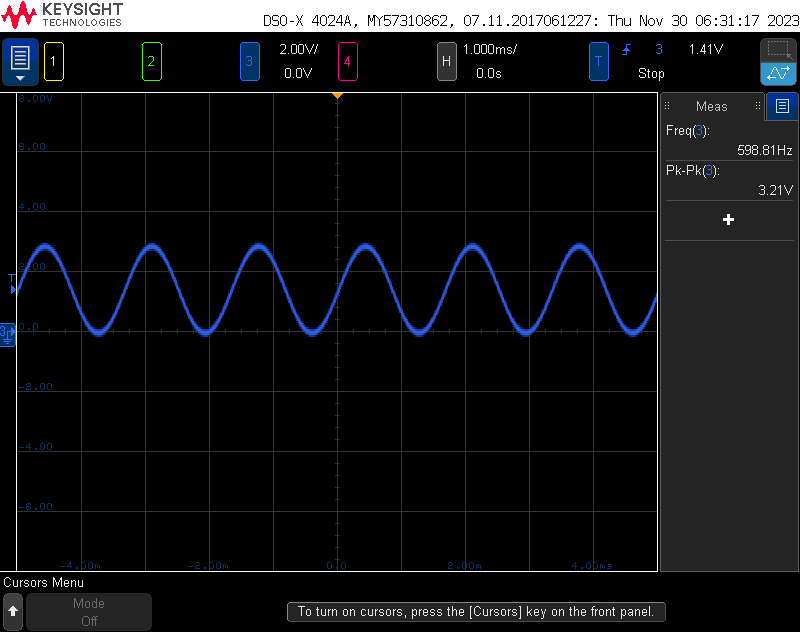 KEYSIGHT
TECHNOLOGIES
DSO-X 4024A, MY57310862, 07.11.2017061227: Thu Nov 30 06:31:17 2023
1
2
3
2.00V/
0.0V
4
H
1.000ms/
0.0s
T
3
1.41V
Stop
Meas
Freq(3):
598.81Hz
Pk-Pk(3):
3.21V
+
8.00V
6.00
4.00
2.00
T
0.0
3
-2.00
-4.00
-6.00
-4.00m
-2.00m
0.0
2.00m
4.00ms
Cursors Menu
Mode
Off
To turn on cursors, press the [Cursors] key on the front panel.